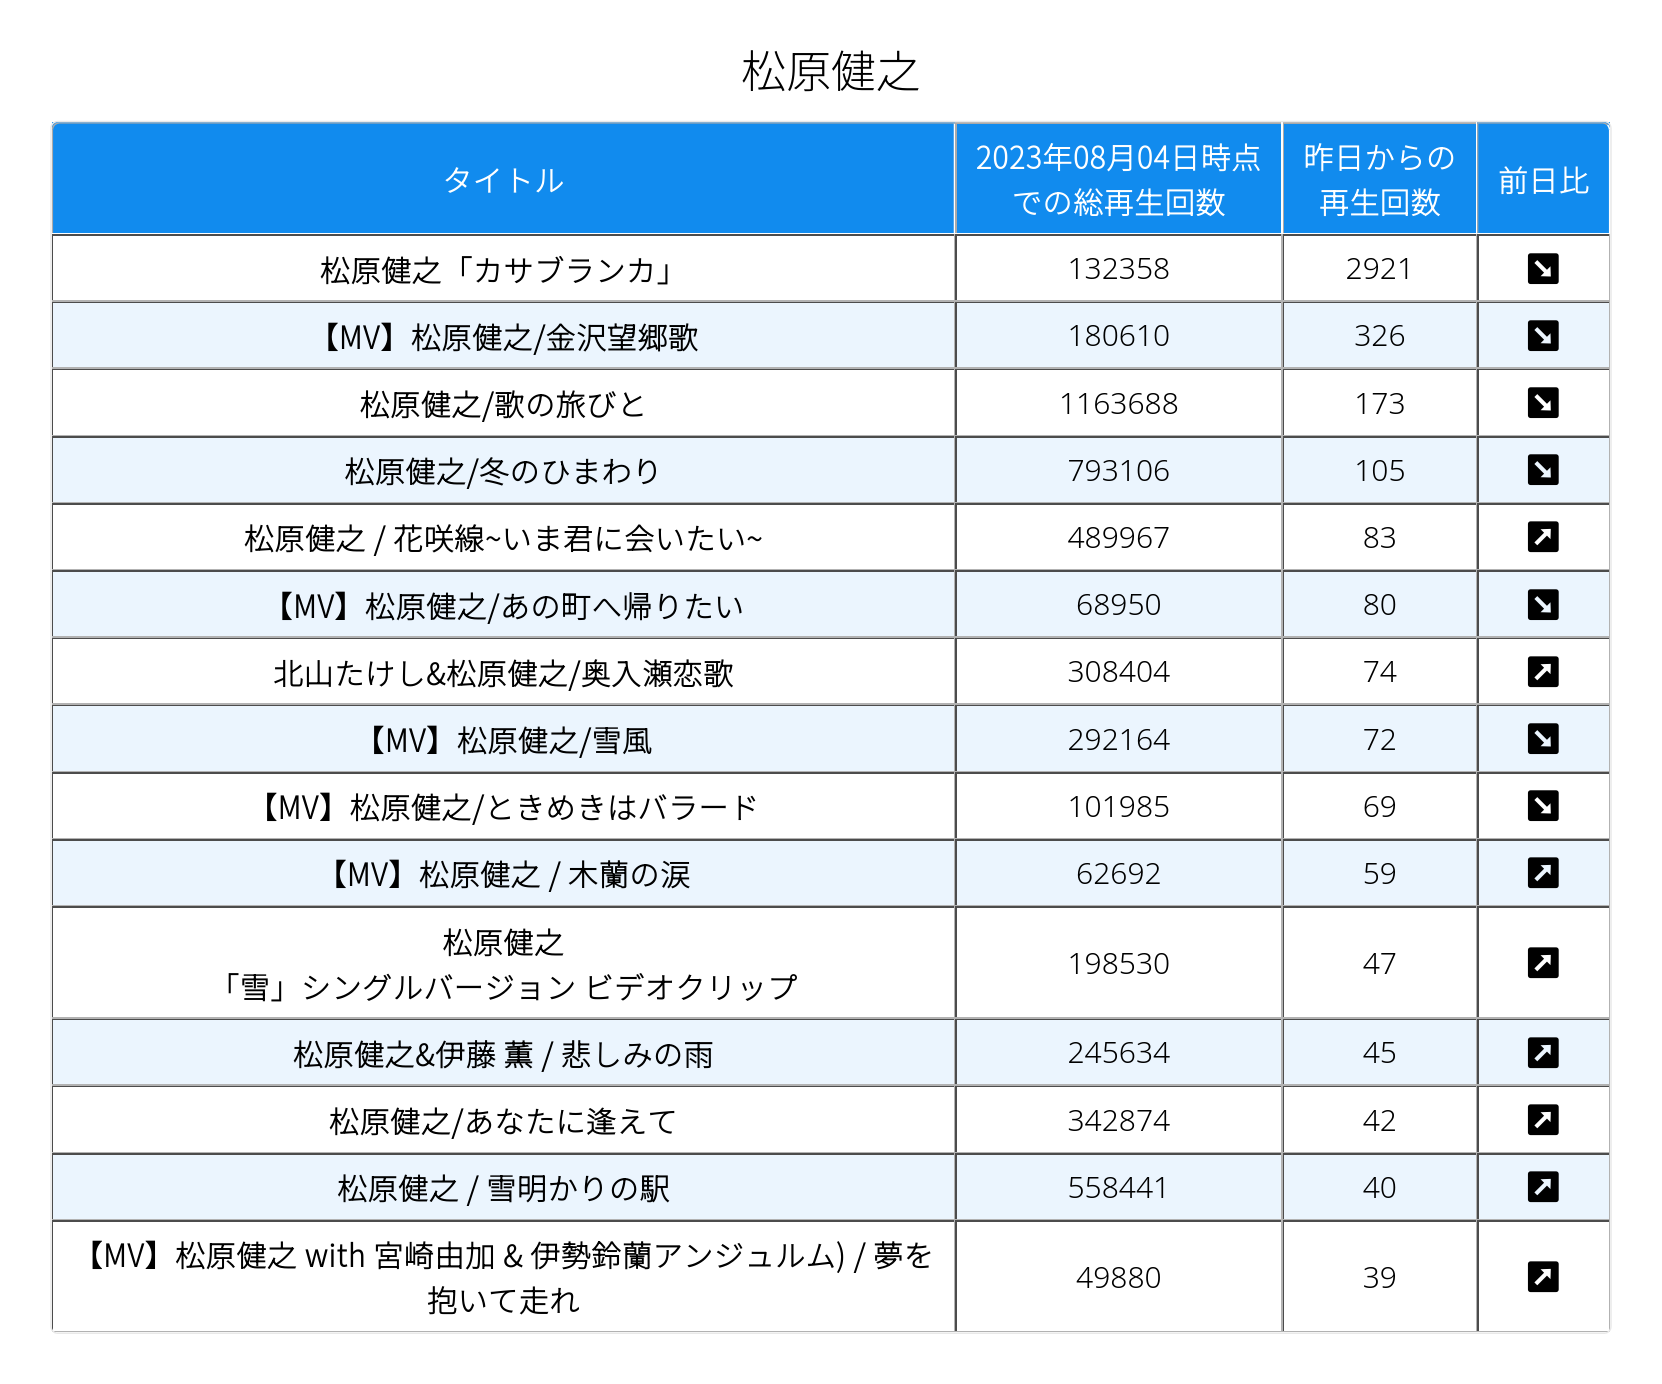 松原健之
タイトル 2023年08月04日時点 昨日からの 前日比
での総再生回数 再生回数
松原健之「カサブランカ」 132358 2921
【MV】松原健之/金沢望郷歌 180610 326
松原健之/歌の旅びと 1163688 173
松原健之/冬のひまわり 793106 105
松原健之 / 花咲線~いま君に会いたい~ 489967 83
【MV】松原健之/あの町へ帰りたい 68950 80
北山たけし&松原健之/奥入瀬恋歌 308404 74
【MV】松原健之/雪風 292164 72
【MV】松原健之/ときめきはバラード 101985 69
【MV】松原健之 / 木蘭の涙 62692 59
松原健之
「雪」シングルバージョン ビデオクリップ 198530 47
松原健之&伊藤 薫 / 悲しみの雨 245634 45
松原健之/あなたに逢えて 342874 42
松原健之 / 雪明かりの駅 558441 40
【MV】松原健之 with 宮崎由加 & 伊勢鈴蘭アンジュルム) / 夢を
抱いて走れ 49880 39